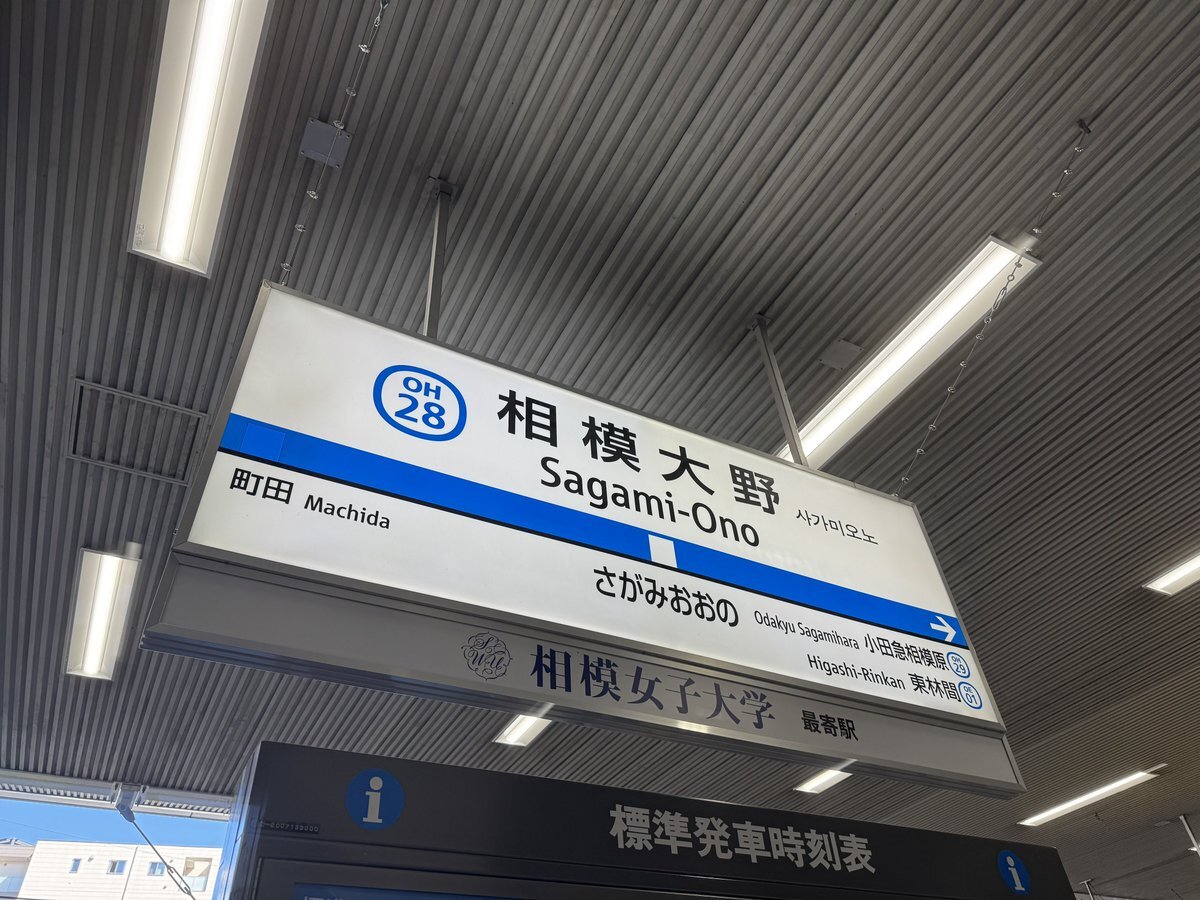 OH
28
相模大野
Sagami-Ono
사가미오노
町田 Machida
さがみおおの
Odakyu Sagamihara 小田急相模原 OH 29
Higashi-Rinkan 東林間 OE 01
相模女子大学 最寄駅
i 標準発車時刻表 i